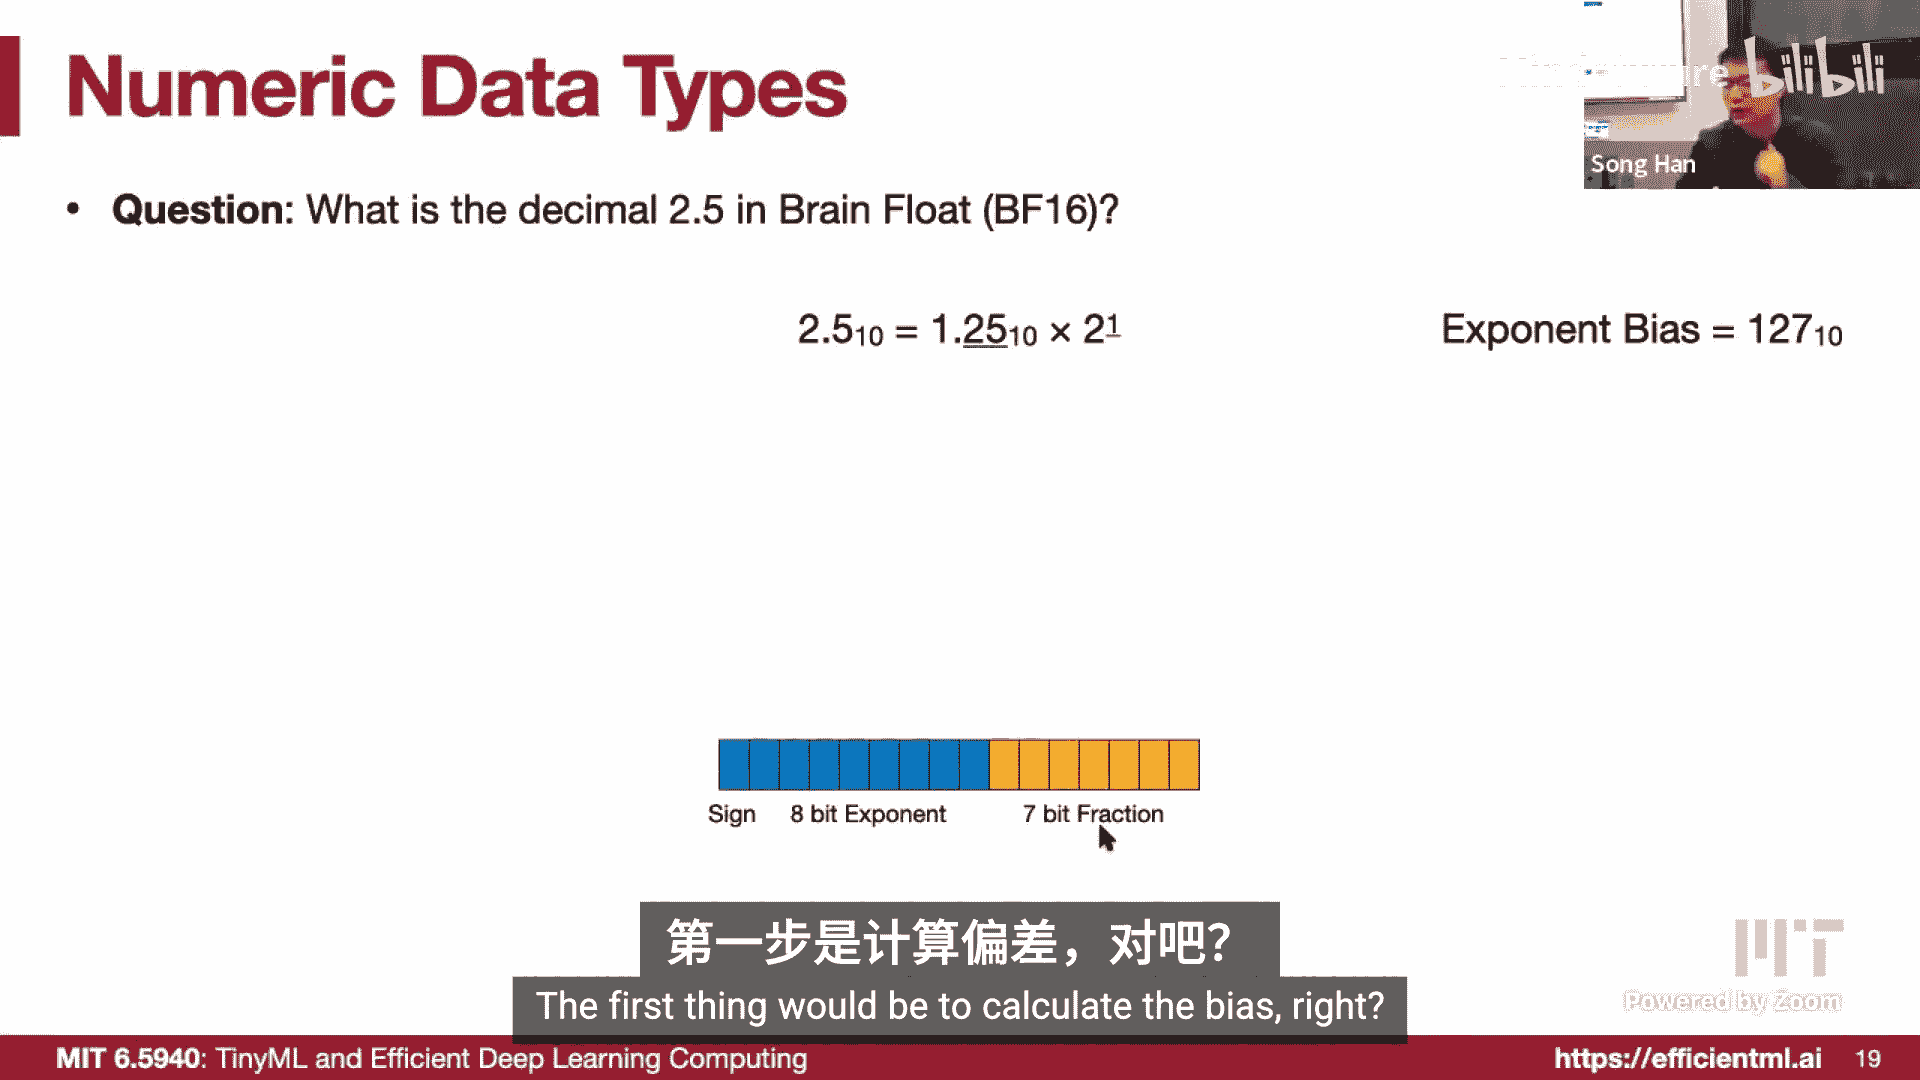 Numeric Data Types
bilibili
Song Han
• Question: What is the decimal 2.5 in Brain Float (BF16)?
2.5₁₀ = 1.25₁₀ × 2¹
Exponent Bias = 127₁₀
Sign 8 bit Exponent 7 bit Fraction
第一步是计算偏差，对吧？
The first thing would be to calculate the bias, right?
MIT
Powered by Zoom
MIT 6.5940: TinyML and Efficient Deep Learning Computing
https://efficientml.ai 19